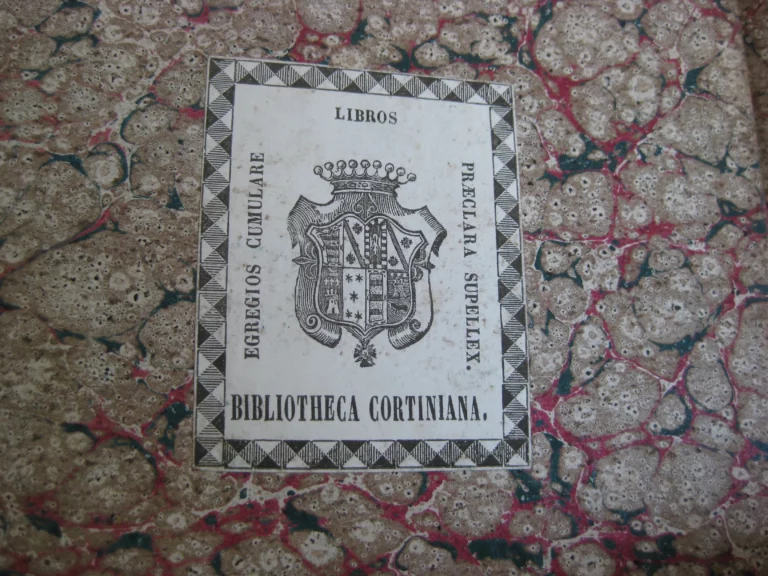 EGREGIOS CUMULARE
LIBROS
PRÆCLARA SUPELLEX.
BIBLIOTHECA CORTINIANA.